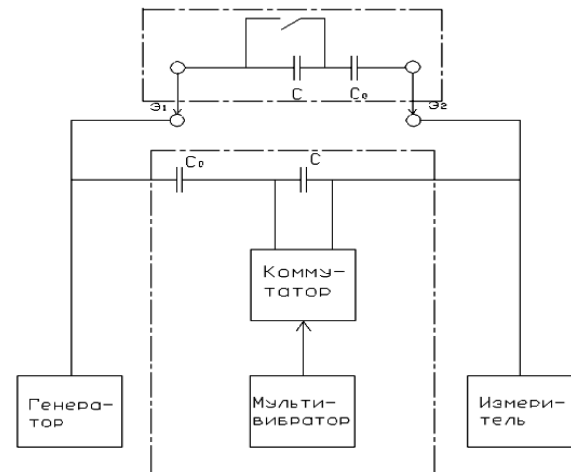 C
C₀
Э₁
Э₂
C₀
C
Комму-
татор
Генера-
тор
Мульти-
вибратор
Измери-
тель